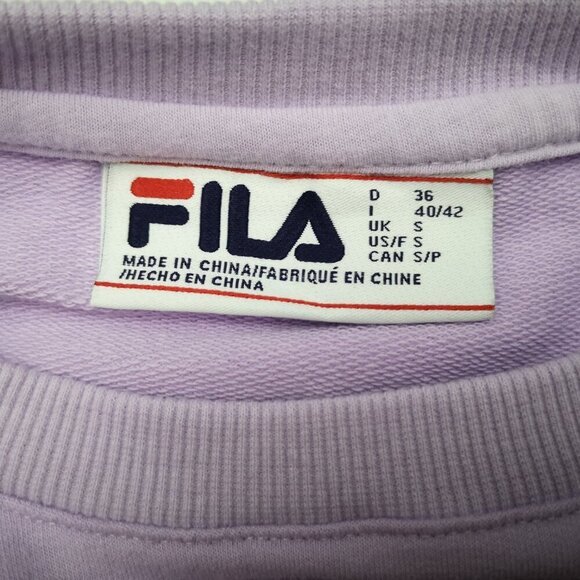 FILA
D 36
I 40/42
UK S
US/F S
CAN S/P
MADE IN CHINA/FABRIQUÉ EN CHINE
/HECHO EN CHINA